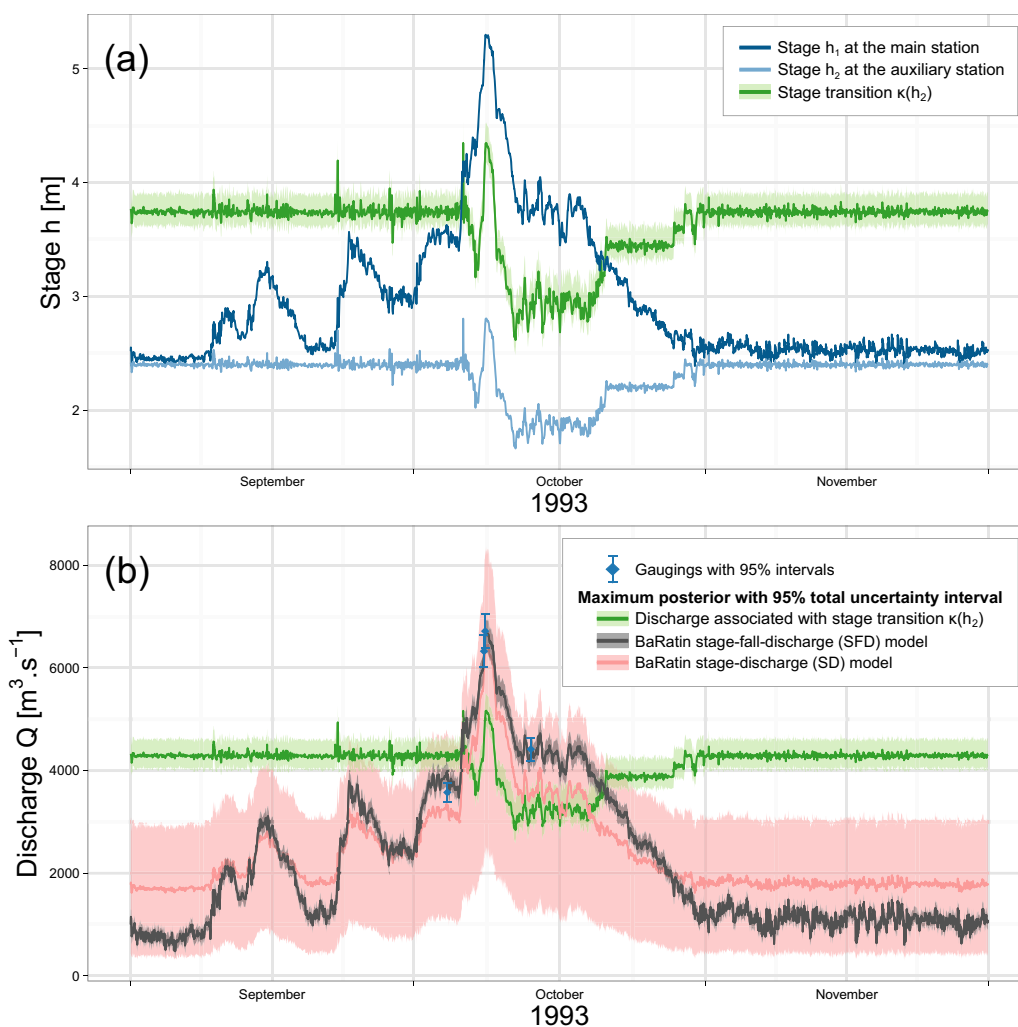 (a)
Stage h₁ at the main station
Stage h₂ at the auxiliary station
Stage transition κ(h₂)
Stage h [m]
5
4
3
2
September
October
November
1993
(b)
Gaugings with 95% intervals
Maximum posterior with 95% total uncertainty interval
Discharge associated with stage transition κ(h₂)
BaRatin stage-fall-discharge (SFD) model
BaRatin stage-discharge (SD) model
Discharge Q [m³.s⁻¹]
8000
6000
4000
2000
0
September
October
November
1993